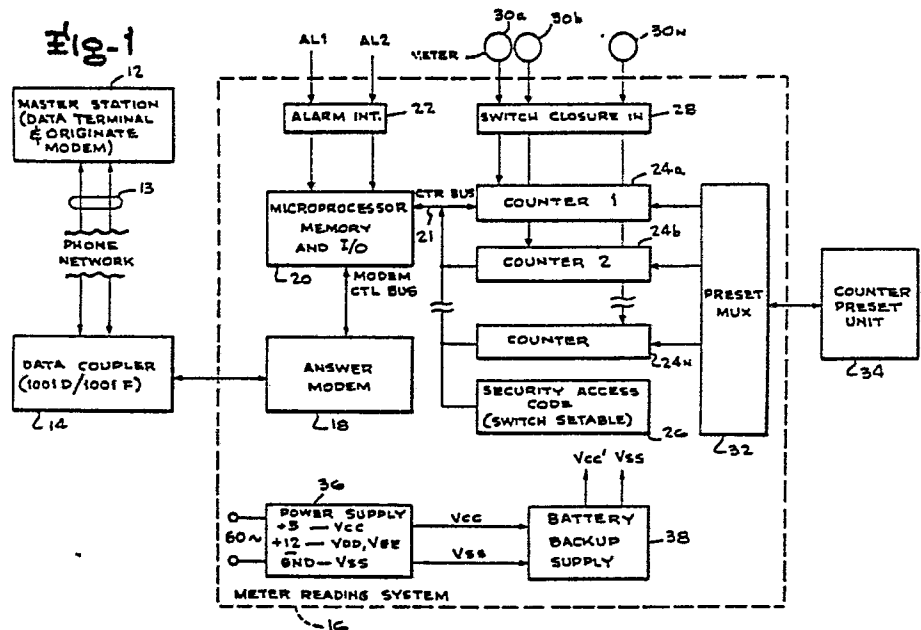 Fig-1
12
MASTER STATION
(DATA TERMINAL
& ORIGINATE
MODEM)
13
PHONE
NETWORK
DATA COUPLER
(1001D/1001F)
14
AL1
AL2
METER
30a
30b
30N
ALARM INT.
22
SWITCH CLOSURE IN
28
MICROPROCESSOR
MEMORY
AND I/O
20
CTR BUS
21
MODEM
CTL BUS
ANSWER
MODEM
18
24a
COUNTER 1
24b
COUNTER 2
COUNTER
24N
SECURITY ACCESS
CODE
(SWITCH SETABLE)
26
PRESET
MUX
32
COUNTER
PRESET
UNIT
34
36
60~
POWER SUPPLY
+5 — VCC
+12 — VDD, VGE
GND — VSS
VCC
VSS
VCC' VSS
BATTERY
BACKUP
SUPPLY
38
METER READING SYSTEM
16